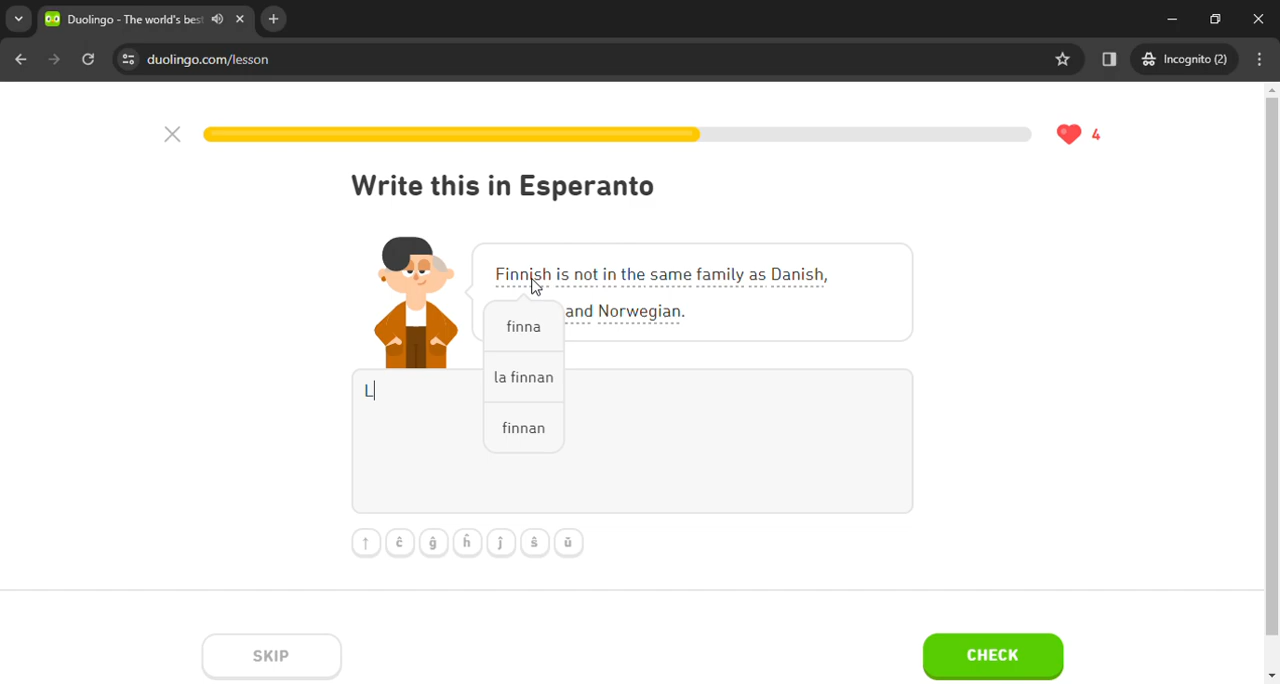 Duolingo - The world's bes
duolingo.com/lesson
Incognito (2)
4
Write this in Esperanto
Finnish is not in the same family as Danish,
and Norwegian.
finna
la finnan
finnan
L
↑ ĉ ĝ ĥ ĵ ŝ ŭ
SKIP
CHECK